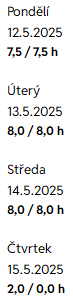 Pondělí
12.5.2025
7,5 / 7,5 h
Úterý
13.5.2025
8,0 / 8,0 h
Středa
14.5.2025
8,0 / 8,0 h
Čtvrtek
15.5.2025
2,0 / 0,0 h